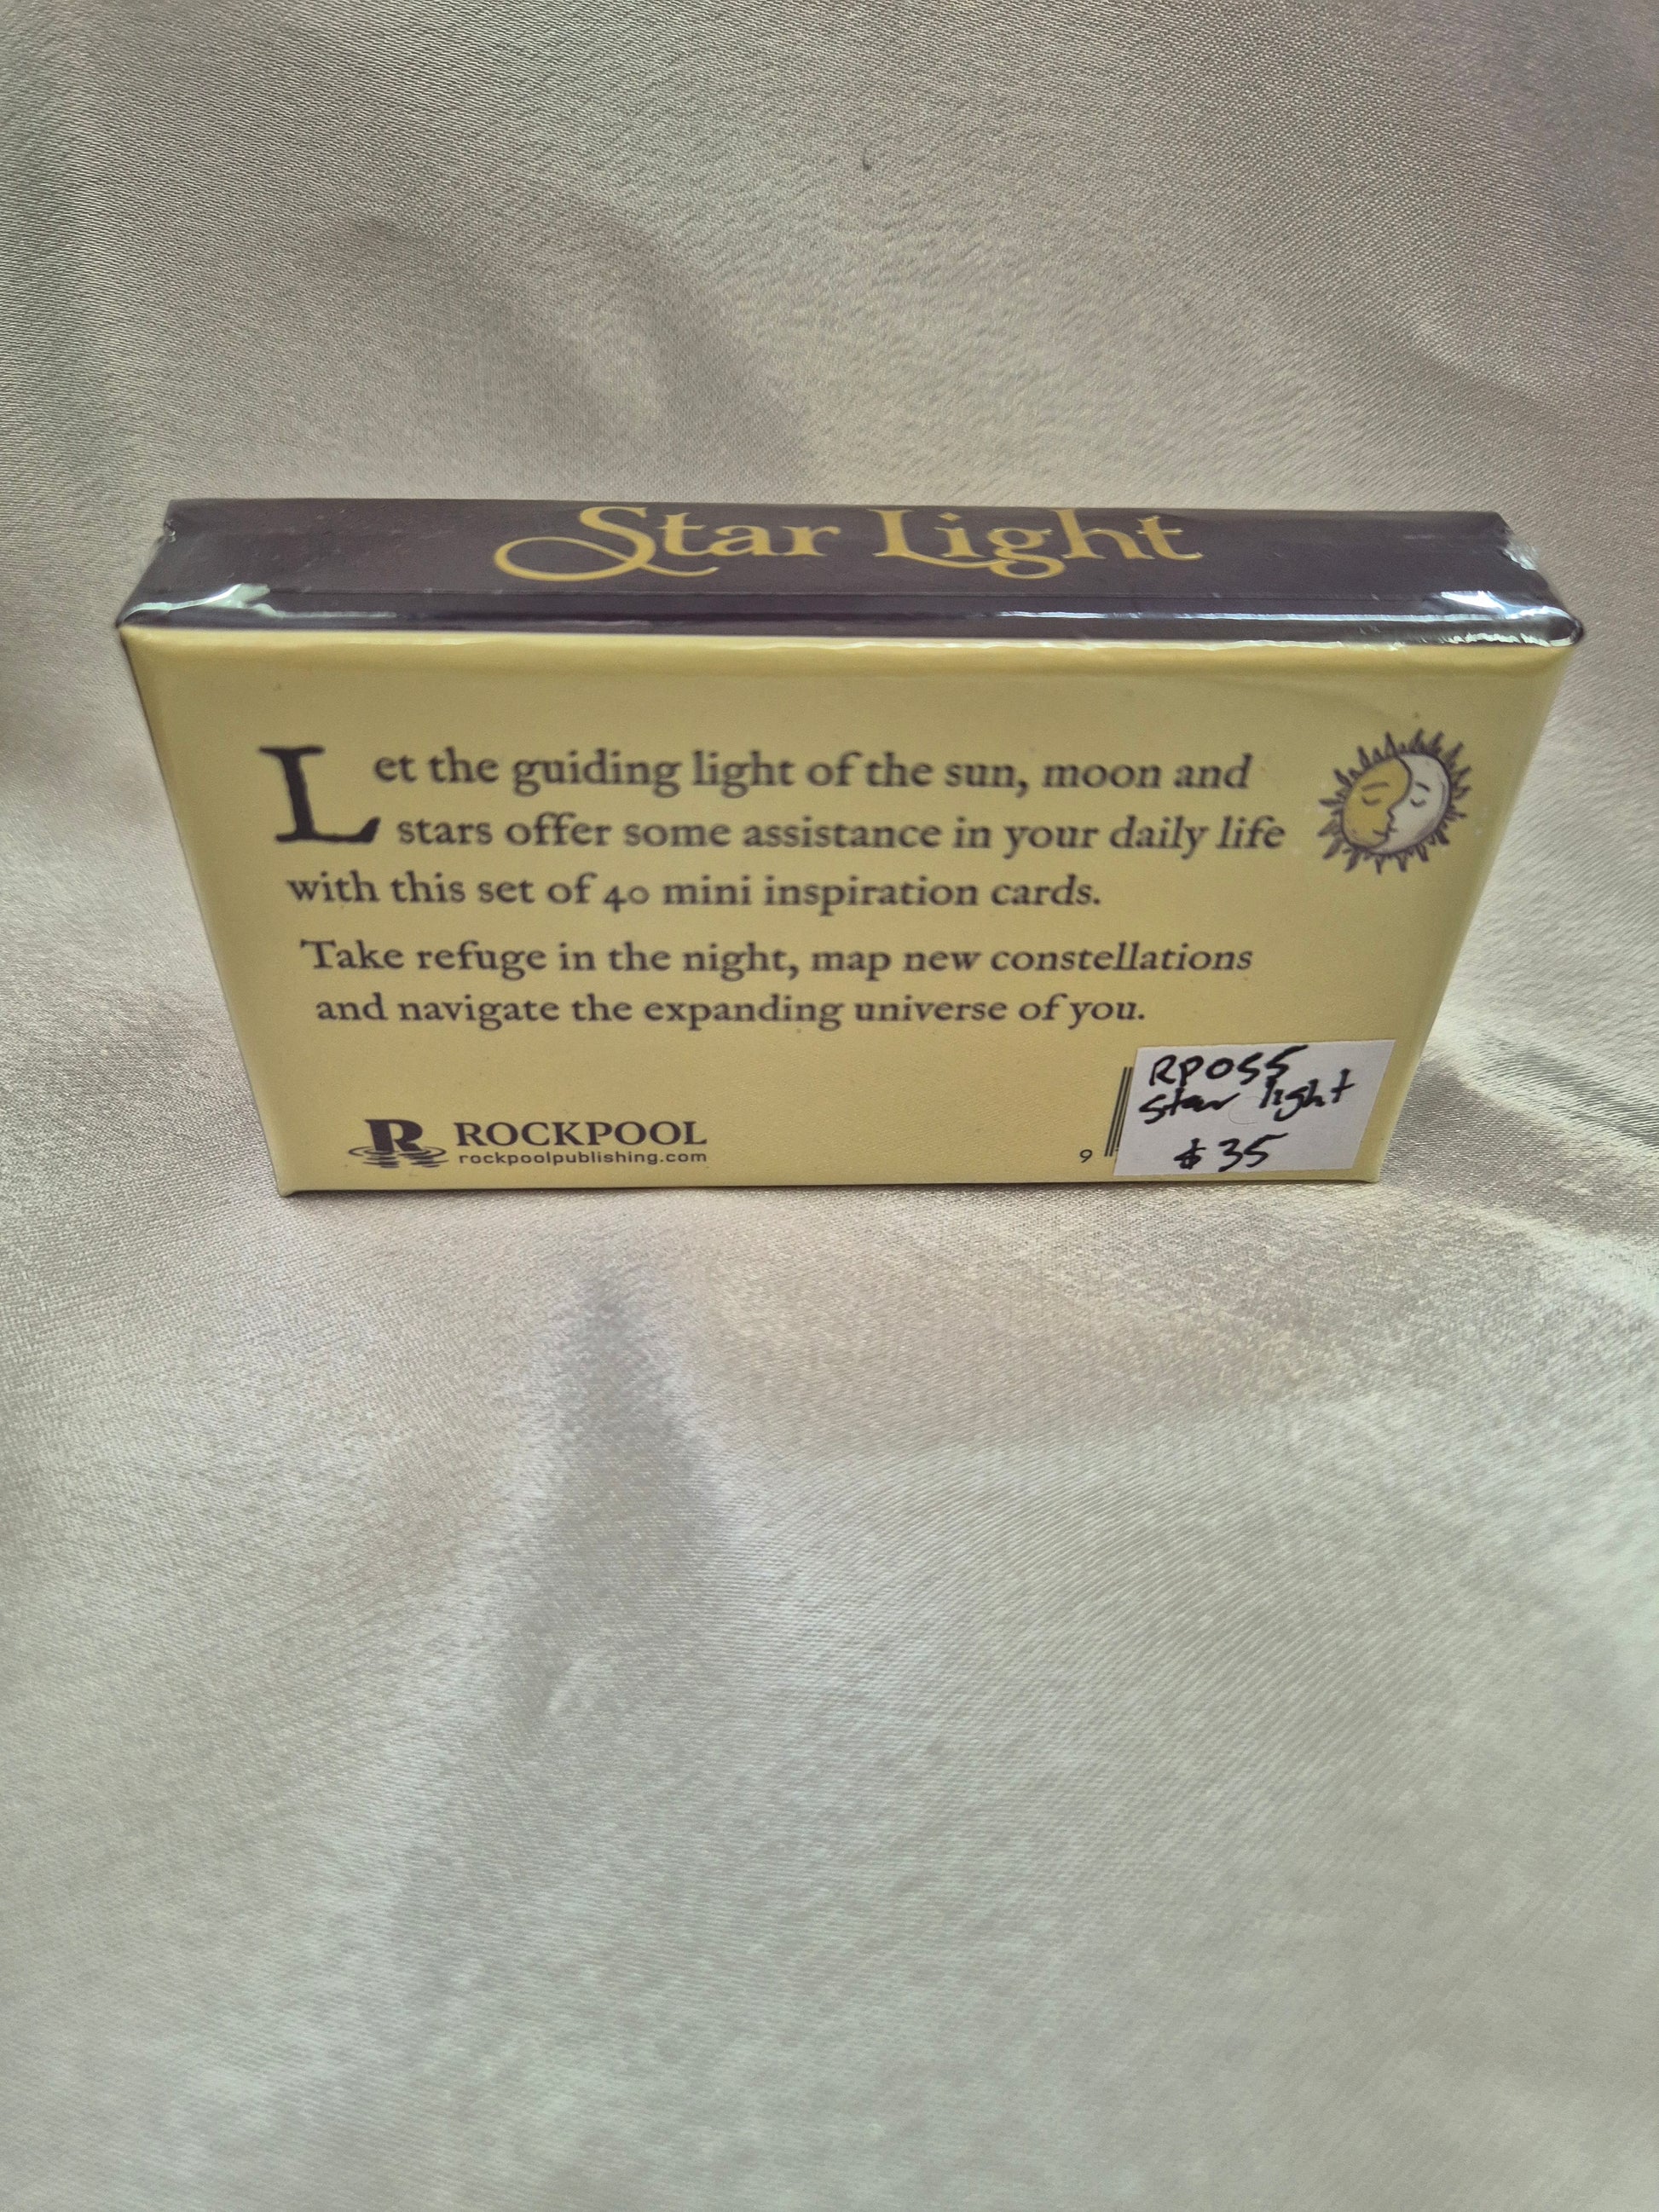 Star Light
Let the guiding light of the sun, moon and
stars offer some assistance in your daily life
with this set of 40 mini inspiration cards.
Take refuge in the night, map new constellations
and navigate the expanding universe of you.
R ROCKPOOL
rockpoolpublishing.com
9
RP055
Star light
$35